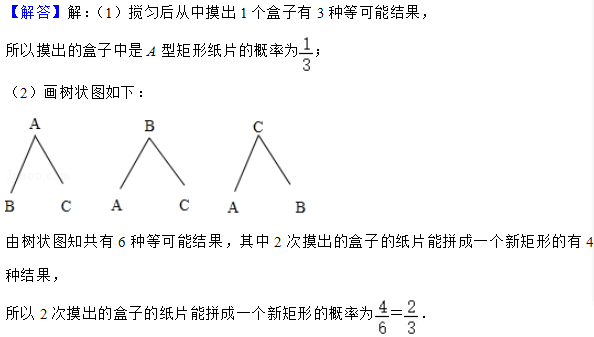 【解答】解：（1）搅匀后从中摸出1个盒子有3种等可能结果，
所以摸出的盒子中是A型矩形纸片的概率为1/3；
（2）画树状图如下：
A B C
B C A C A B
由树状图知共有6种等可能结果，其中2次摸出的盒子的纸片能拼成一个新矩形的有4
种结果，
所以2次摸出的盒子的纸片能拼成一个新矩形的概率为4/6=2/3．